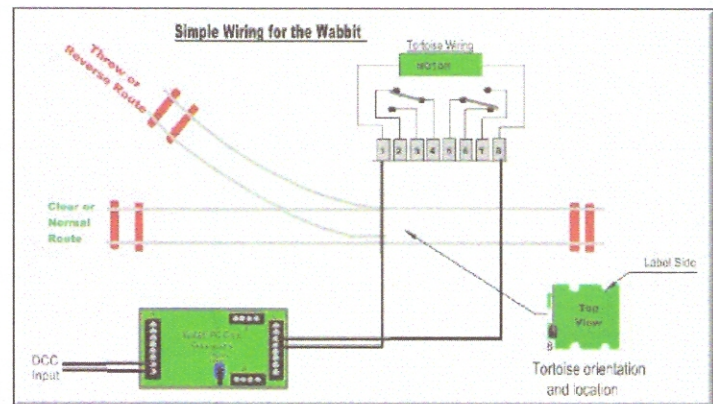 Simple Wiring for the Wabbit
Tortoise Wiring
MOTOR
Throw or
Reverse Route
1 2 3 4 5 6 7 8
Clear or
Normal
Route
Label Side
Top
View
8
DCC
Input
Tortoise orientation
and location